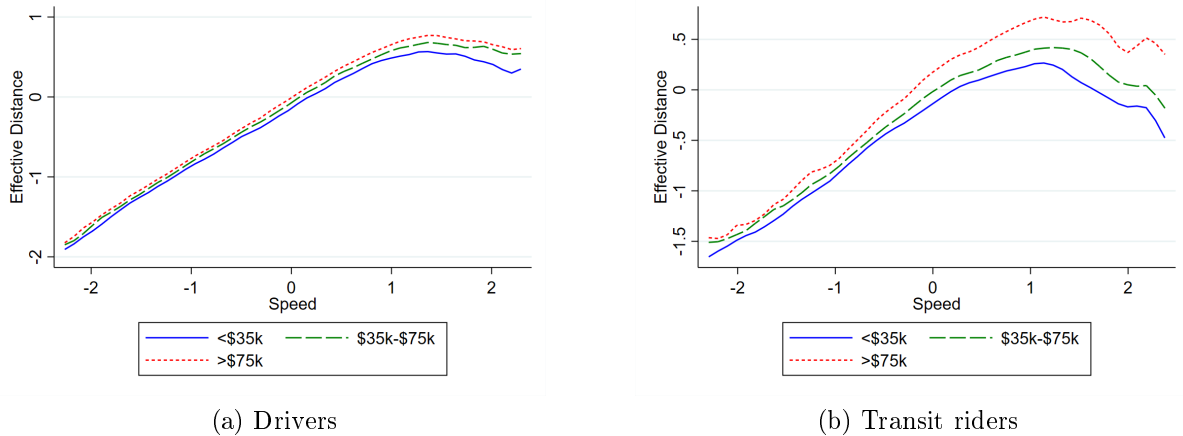 Effective Distance
1
0
-1
-2
-2 -1 0 1 2
Speed
<$35k $35k-$75k
>$75k
(a) Drivers
Effective Distance
.5
0
-.5
-1
-1.5
-2 -1 0 1 2
Speed
<$35k $35k-$75k
>$75k
(b) Transit riders